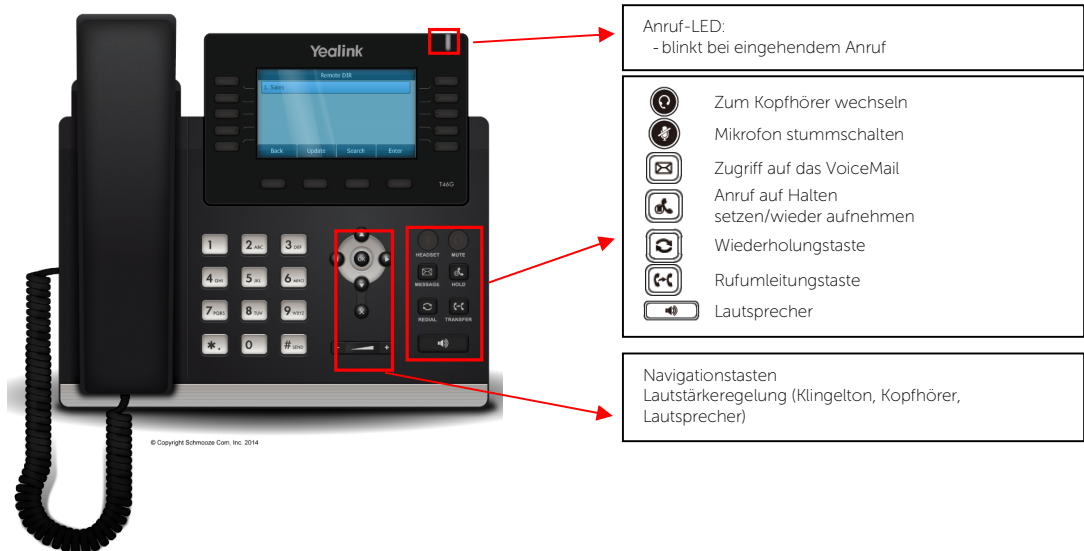 Yealink
Remote DIR
1. Sales
Back Update Search Enter
T46G
1 2 ABC 3 DEF
4 GHI 5 JKL 6 MNO
7 PQRS 8 TUV 9 WXYZ
*. 0 # SEND
OK
HEADSET MUTE
MESSAGE HOLD
REDIAL TRANSFER
- +
© Copyright Schmooze Com, Inc. 2014
Anruf-LED:
- blinkt bei eingehendem Anruf
Zum Kopfhörer wechseln
Mikrofon stummschalten
Zugriff auf das VoiceMail
Anruf auf Halten
setzen/wieder aufnehmen
Wiederholungstaste
Rufumleitungstaste
Lautsprecher
Navigationstasten
Lautstärkeregelung (Klingelton, Kopfhörer,
Lautsprecher)